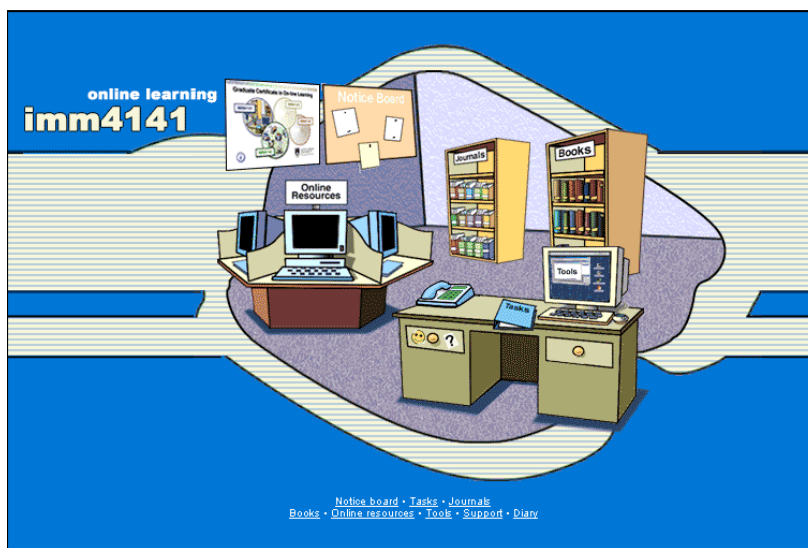 online learning
imm4141
Graduate Certificate in On-line Learning
Notice Board
Journals
Books
Online
Resources
Tools
Tasks
?
Notice board • Tasks • Journals
Books • Online resources • Tools • Support • Diary